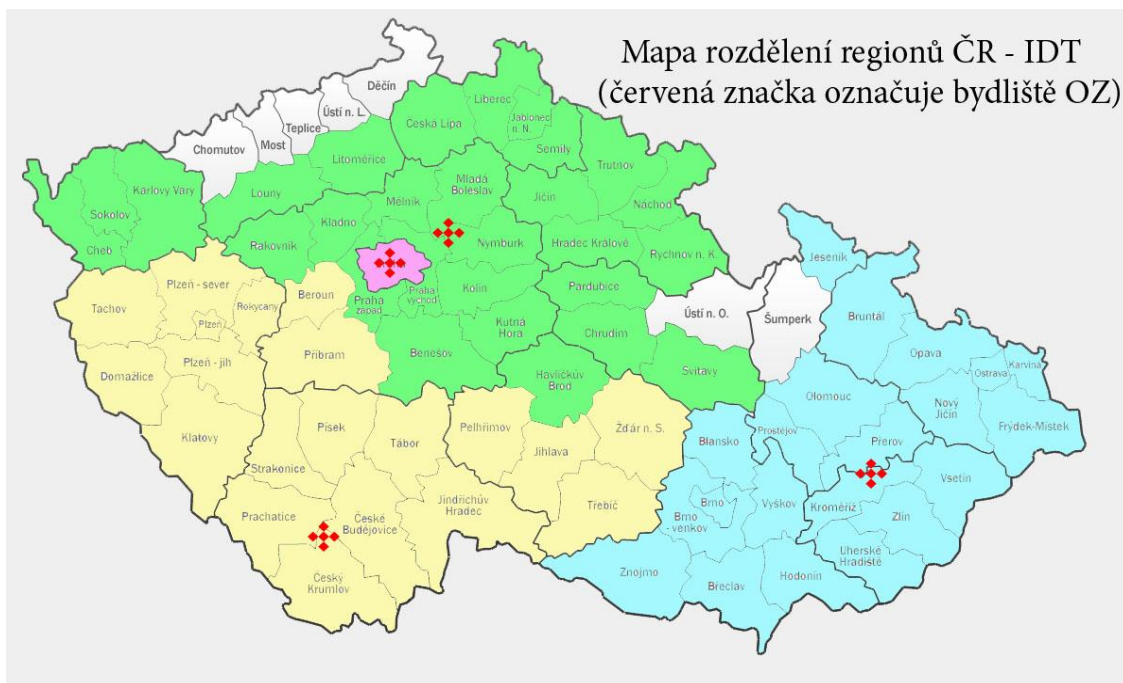 Mapa rozdělení regionů ČR - IDT
(červená značka označuje bydliště OZ)
Děčín
Ústí n. L.
Teplice
Most
Chomutov
Liberec
Jablonec
n. N.
Česká Lípa
Semily
Litoměřice
Trutnov
Karlovy Vary
Louny
Mladá
Boleslav
Jičín
Mělník
Náchod
Sokolov
Kladno
Cheb
Rakovník
Nymburk
Hradec Králové
Rychnov n. K.
Jeseník
Tachov
Plzeň - sever
Rokycany
Beroun
Praha
západ
Praha
východ
Kolín
Pardubice
Plzeň
Kutná
Hora
Chrudim
Ústí n. O.
Šumperk
Bruntál
Domažlice
Plzeň - jih
Příbram
Benešov
Havlíčkův
Brod
Svitavy
Opava
Ostrava
Karviná
Klatovy
Písek
Tábor
Pelhřimov
Jihlava
Žďár n. S.
Blansko
Prostějov
Olomouc
Nový
Jičín
Frýdek-Místek
Přerov
Strakonice
Vsetín
Prachatice
České
Budějovice
Jindřichův
Hradec
Třebíč
Brno
Brno
venkov
Vyškov
Kroměříž
Zlín
Uherské
Hradiště
Český
Krumlov
Znojmo
Břeclav
Hodonín